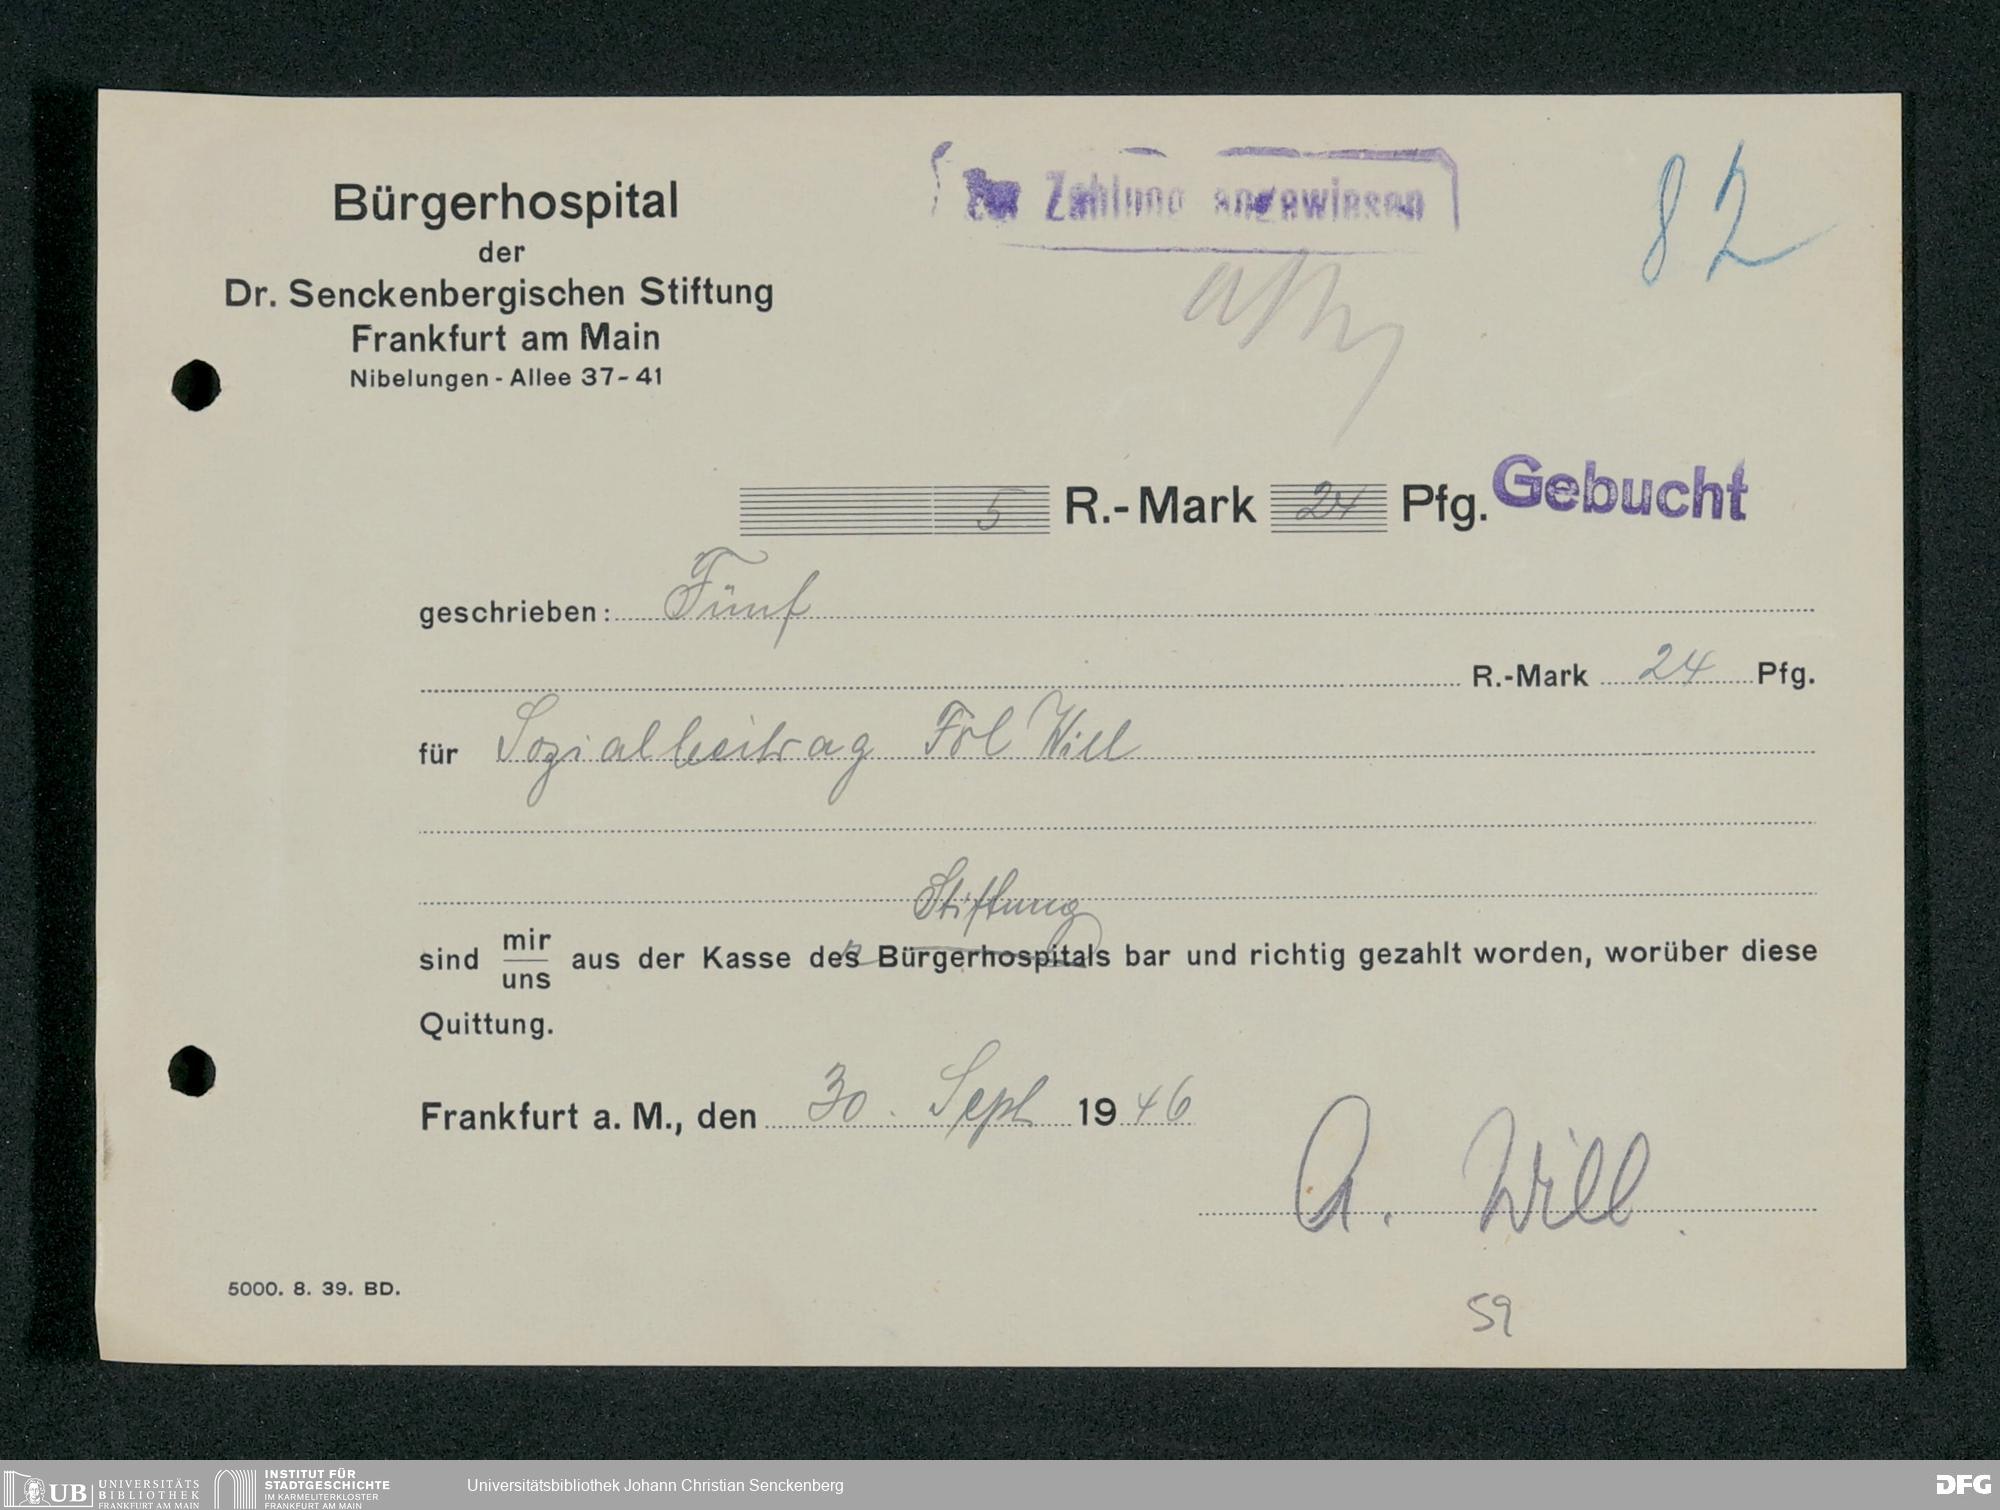 Bürgerhospital
der
Dr. Senckenbergischen Stiftung
Frankfurt am Main
Nibelungen - Allee 37-41
Zur Zahlung angewiesen
82
5 R.-Mark 24 Pfg.
Gebucht
geschrieben: Fünf
R.-Mark 24 Pfg.
für Sozialbeitrag Frl Will
Stiftung
sind mir/uns aus der Kasse des Bürgerhospitals bar und richtig gezahlt worden, worüber diese
Quittung.
Frankfurt a. M., den 30. Sept 1946
A. Will.
5000. 8. 39. BD.
59
UB UNIVERSITÄTS
BIBLIOTHEK
FRANKFURT AM MAIN
INSTITUT FÜR
STADTGESCHICHTE
IM KARMELITERKLOSTER
FRANKFURT AM MAIN
Universitätsbibliothek Johann Christian Senckenberg
DFG